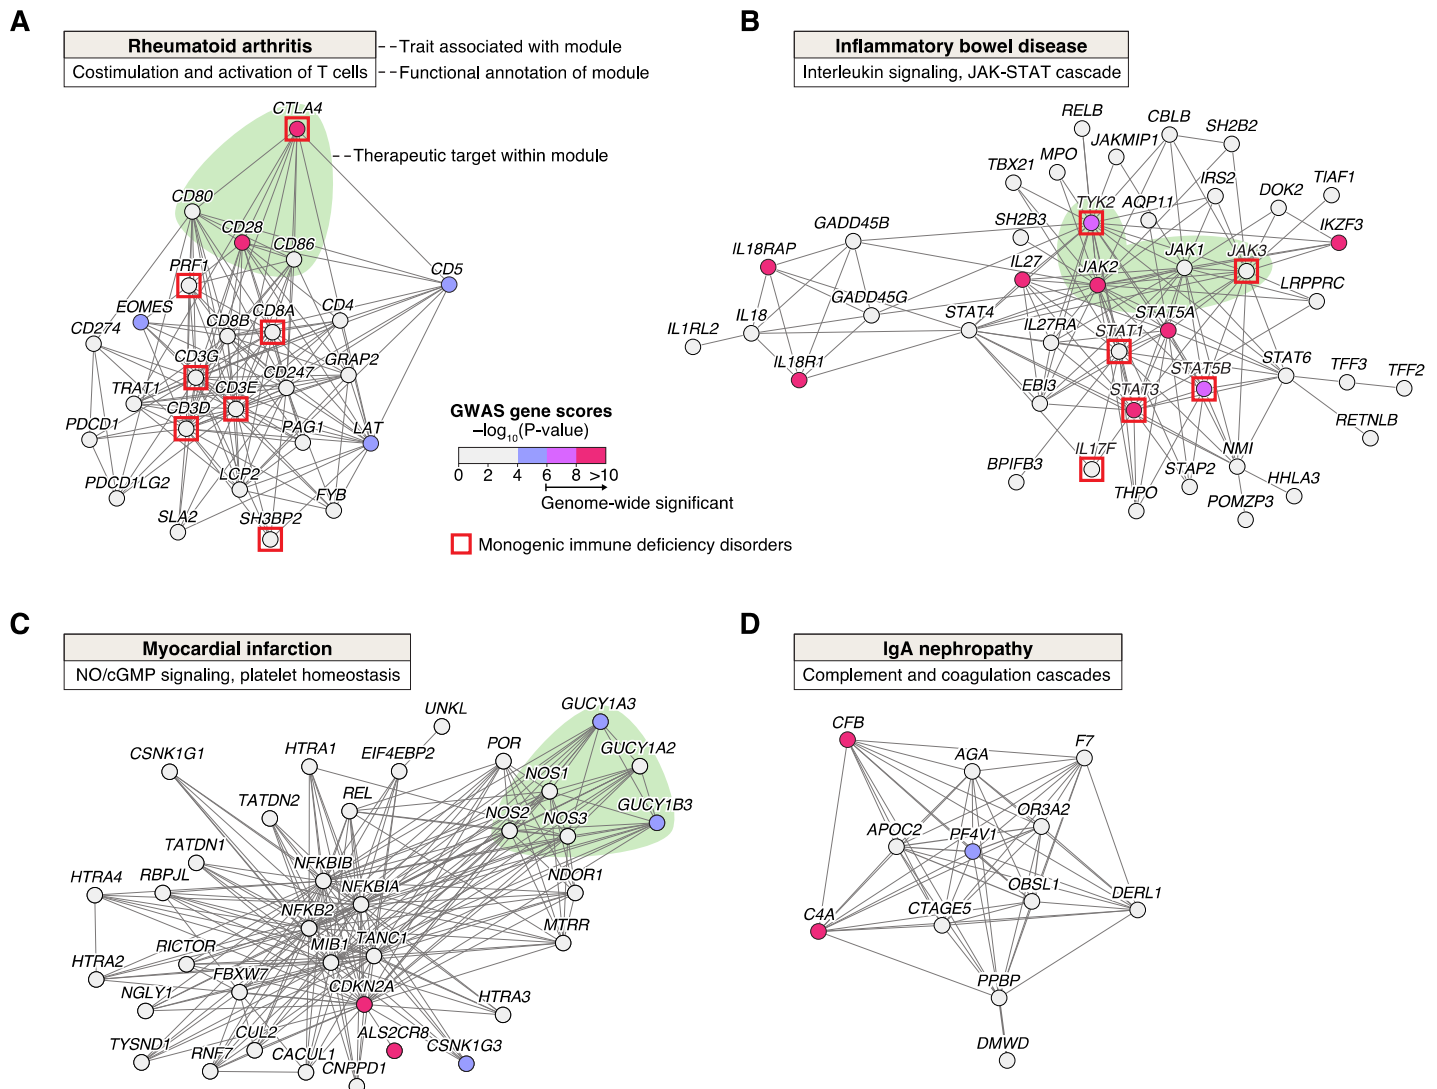 A
Rheumatoid arthritis
Costimulation and activation of T cells
Trait associated with module
Functional annotation of module
CTLA4
Therapeutic target within module
CD80
CD28
CD86
PRF1
CD5
EOMES
CD8A
CD4
CD274
CD8B
CD3G
GRAP2
CD247
TRAT1
CD3E
CD3D
PDCD1
PAG1
LAT
PDCD1LG2
LCP2
FYB
SLA2
SH3BP2
GWAS gene scores
–log10(P-value)
0 2 4 6 8 >10
Genome-wide significant
Monogenic immune deficiency disorders
B
Inflammatory bowel disease
Interleukin signaling, JAK-STAT cascade
RELB
CBLB
JAKMIP1
SH2B2
MPO
TBX21
IRS2
TIAF1
DOK2
TYK2
AQP11
SH2B3
GADD45B
IKZF3
IL18RAP
IL27
JAK1
JAK3
JAK2
LRPPRC
GADD45G
STAT4
STAT5A
IL1RL2
IL18
IL27RA
STAT1
IL18R1
STAT6
TFF3
TFF2
STAT5B
EBI3
STAT3
RETNLB
IL17F
NMI
BPIFB3
STAP2
HHLA3
THPO
POMZP3
C
Myocardial infarction
NO/cGMP signaling, platelet homeostasis
UNKL
GUCY1A3
CSNK1G1
HTRA1
EIF4EBP2
POR
GUCY1A2
NOS1
TATDN2
REL
GUCY1B3
NOS2
NOS3
TATDN1
NFKBIB
HTRA4
RBPJL
NFKBIA
NDOR1
NFKB2
MTRR
RICTOR
MIB1
TANC1
HTRA2
FBXW7
CDKN2A
NGLY1
HTRA3
TYSND1
CUL2
ALS2CR8
CSNK1G3
RNF7
CACUL1
CNPPD1
D
IgA nephropathy
Complement and coagulation cascades
CFB
AGA
F7
OR3A2
APOC2
PF4V1
OBSL1
DERL1
C4A
CTAGE5
PPBP
DMWD